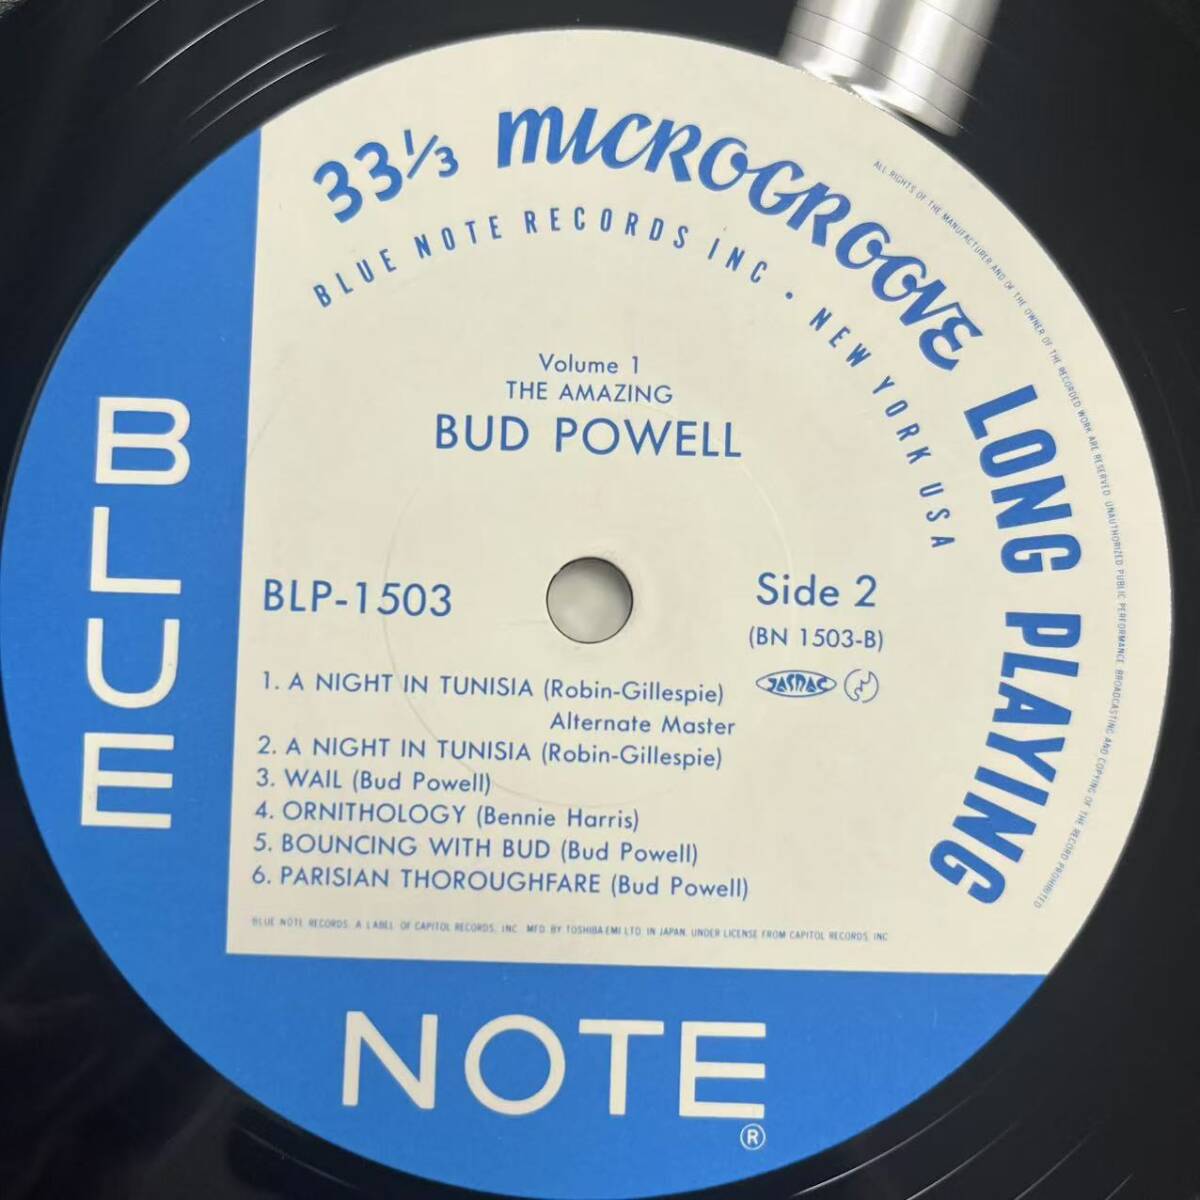 33⅓ MICROGROOVE LONG PLAYING
BLUE NOTE RECORDS INC • NEW YORK USA
ALL RIGHTS OF THE MANUFACTURER AND OF THE OWNER OF THE RECORDED WORK ARE RESERVED. UNAUTHORIZED PUBLIC PERFORMANCE BROADCASTING AND COPYING OF THE RECORD PROHIBITED
Volume 1
THE AMAZING
BUD POWELL
BLP-1503
Side 2
(BN 1503-B)
JASRAC
1. A NIGHT IN TUNISIA (Robin-Gillespie)
Alternate Master
2. A NIGHT IN TUNISIA (Robin-Gillespie)
3. WAIL (Bud Powell)
4. ORNITHOLOGY (Bennie Harris)
5. BOUNCING WITH BUD (Bud Powell)
6. PARISIAN THOROUGHFARE (Bud Powell)
BLUE NOTE RECORDS, A LABEL OF CAPITOL RECORDS, INC. MFD BY TOSHIBA-EMI LTD. IN JAPAN. UNDER LICENSE FROM CAPITOL RECORDS, INC
BLUE
NOTE
®